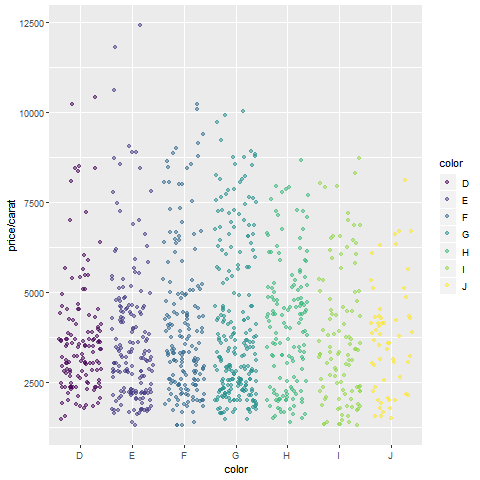 12500
10000
7500
5000
2500
price/carat
D E F G H I J
color
color
D
E
F
G
H
I
J